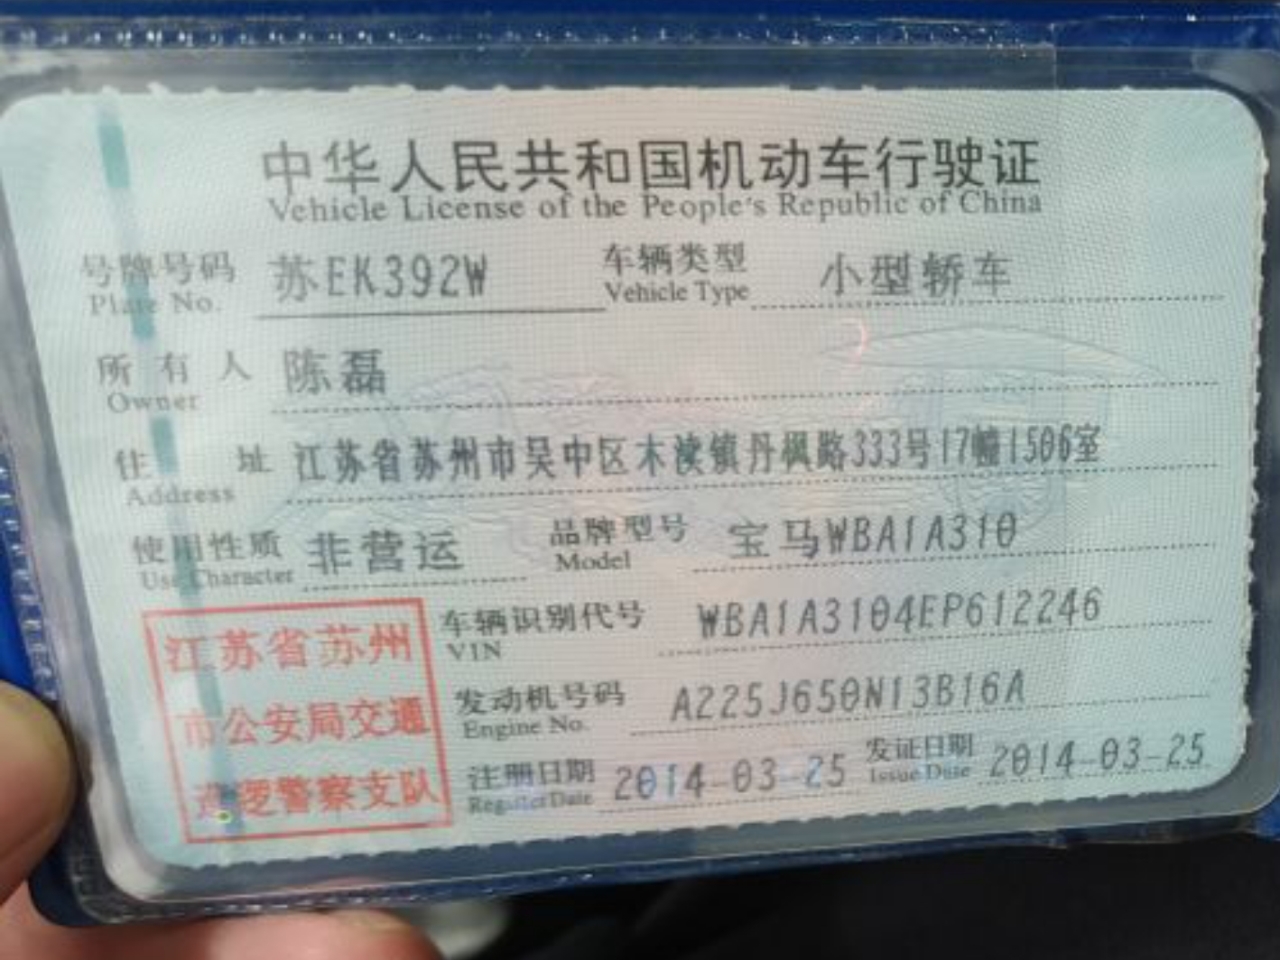 中华人民共和国机动车行驶证
Vehicle License of the People's Republic of China
号牌号码 苏EK392W 车辆类型 小型轿车
Plate No. Vehicle Type
所有人 陈磊
Owner
住址 江苏省苏州市吴中区木渎镇丹枫路333号17幢1506室
Address
使用性质 非营运 品牌型号 宝马WBA1A310
Use Character Model
江苏省苏州
市公安局交通
巡逻警察支队
车辆识别代号 WBA1A3104EP612246
VIN
发动机号码 A225J650N13B16A
Engine No.
注册日期 2014-03-25 发证日期 2014-03-25
Register Date Issue Date